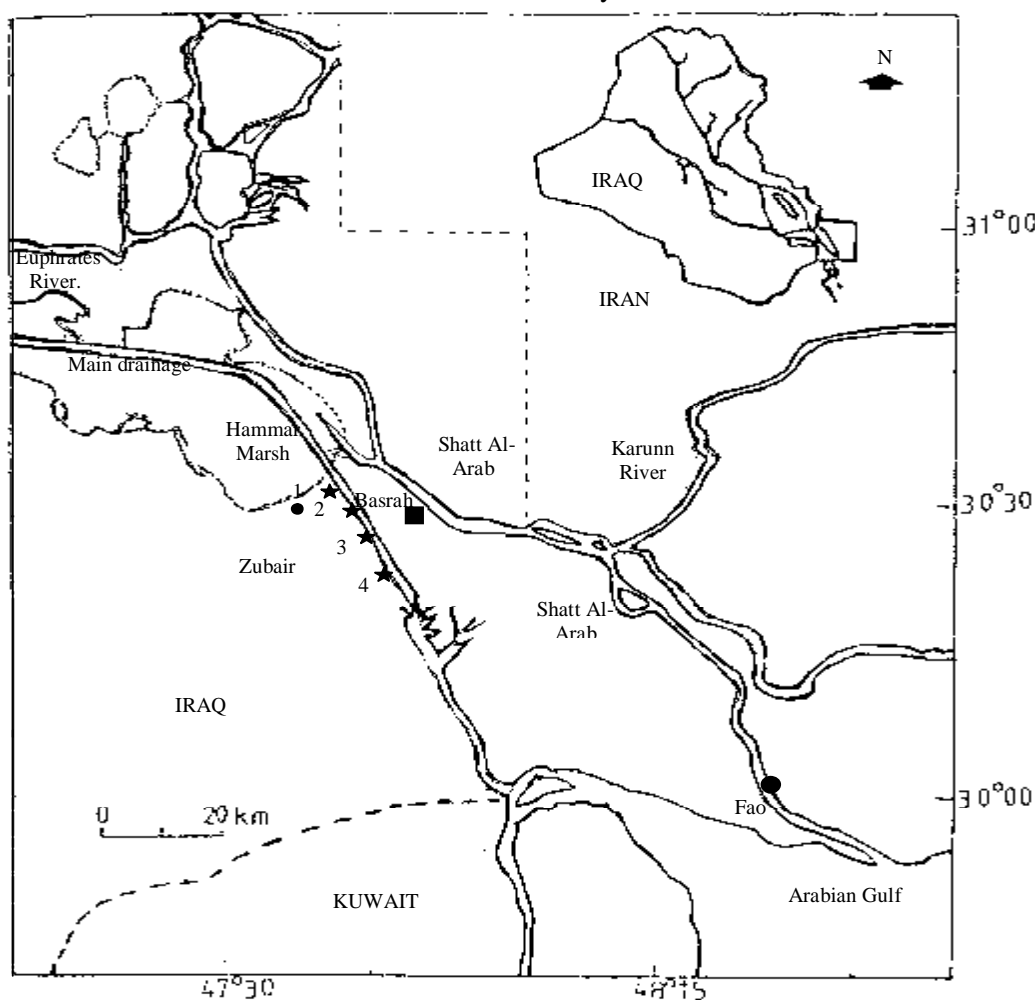 N
IRAQ
31°00
Euphrates
River.
IRAN
Main drainage
Hammar
Marsh
Shatt Al-
Arab
Karunn
River
1
2
Basrah
30°30
3
Zubair
4
Shatt Al-
Arab
IRAQ
0 20 km
Fao
30°00
KUWAIT
Arabian Gulf
47°30
48°15